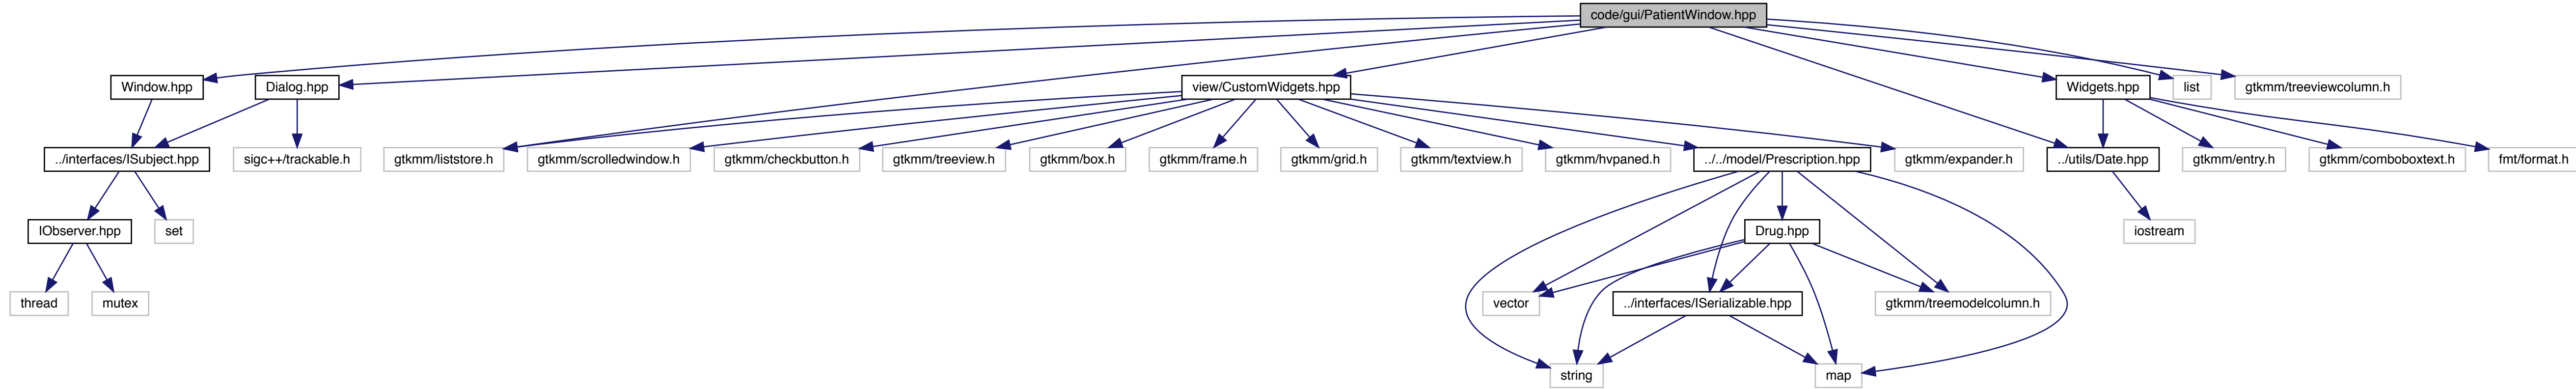 code/gui/PatientWindow.hpp
Window.hpp
Dialog.hpp
view/CustomWidgets.hpp
Widgets.hpp
list
gtkmm/treeviewcolumn.h
../interfaces/ISubject.hpp
sigc++/trackable.h
gtkmm/liststore.h
gtkmm/scrolledwindow.h
gtkmm/checkbutton.h
gtkmm/treeview.h
gtkmm/box.h
gtkmm/frame.h
gtkmm/grid.h
gtkmm/textview.h
gtkmm/hvpaned.h
../../model/Prescription.hpp
gtkmm/expander.h
../utils/Date.hpp
gtkmm/entry.h
gtkmm/comboboxtext.h
fmt/format.h
IObserver.hpp
set
Drug.hpp
iostream
thread
mutex
vector
../interfaces/ISerializable.hpp
gtkmm/treemodelcolumn.h
string
map